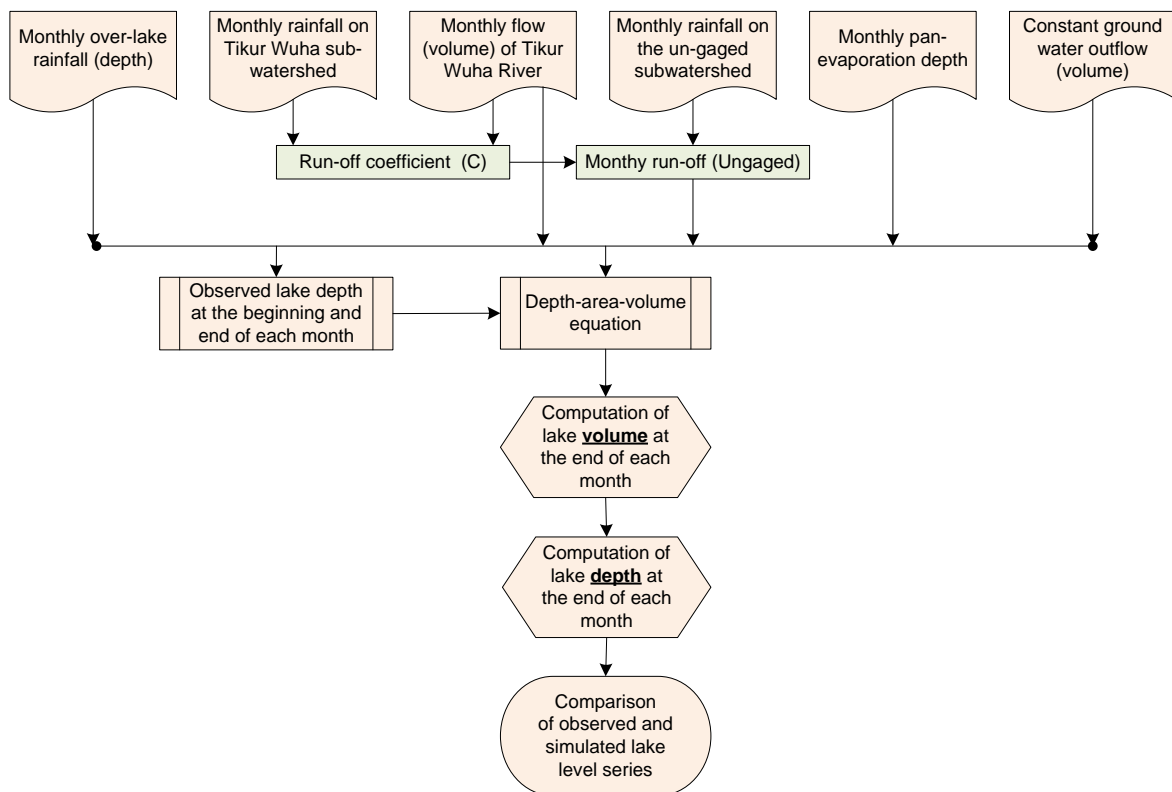 Monthly over-lake
rainfall (depth)
Monthly rainfall on
Tikur Wuha sub-
watershed
Monthly flow
(volume) of Tikur
Wuha River
Monthly rainfall on
the un-gaged
subwatershed
Monthly pan-
evaporation depth
Constant ground
water outflow
(volume)
Run-off coefficient (C)
Monthy run-off (Ungaged)
Observed lake depth
at the beginning and
end of each month
Depth-area-volume
equation
Computation of
lake volume at
the end of each
month
Computation of
lake depth at
the end of each
month
Comparison
of observed and
simulated lake
level series